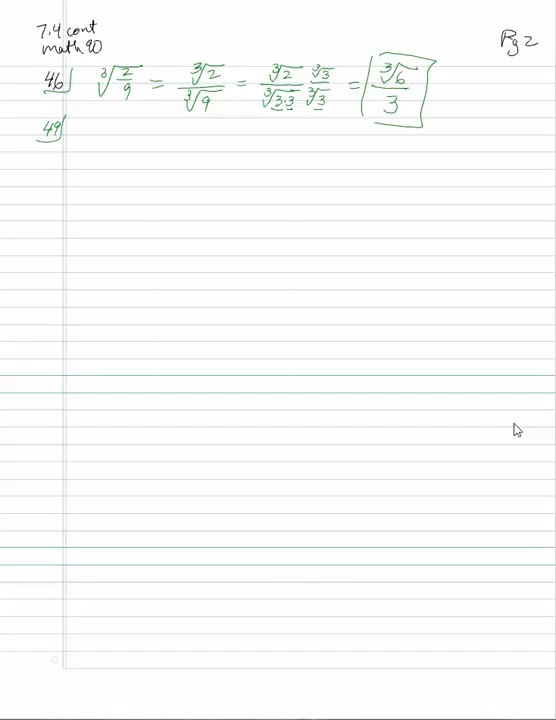 7.4 cont
math 90
Pg 2
46) ∛(2/9) = ∛2/∛9 = ∛2/∛(3·3) ∛3/∛3 = ∛6/3
49)